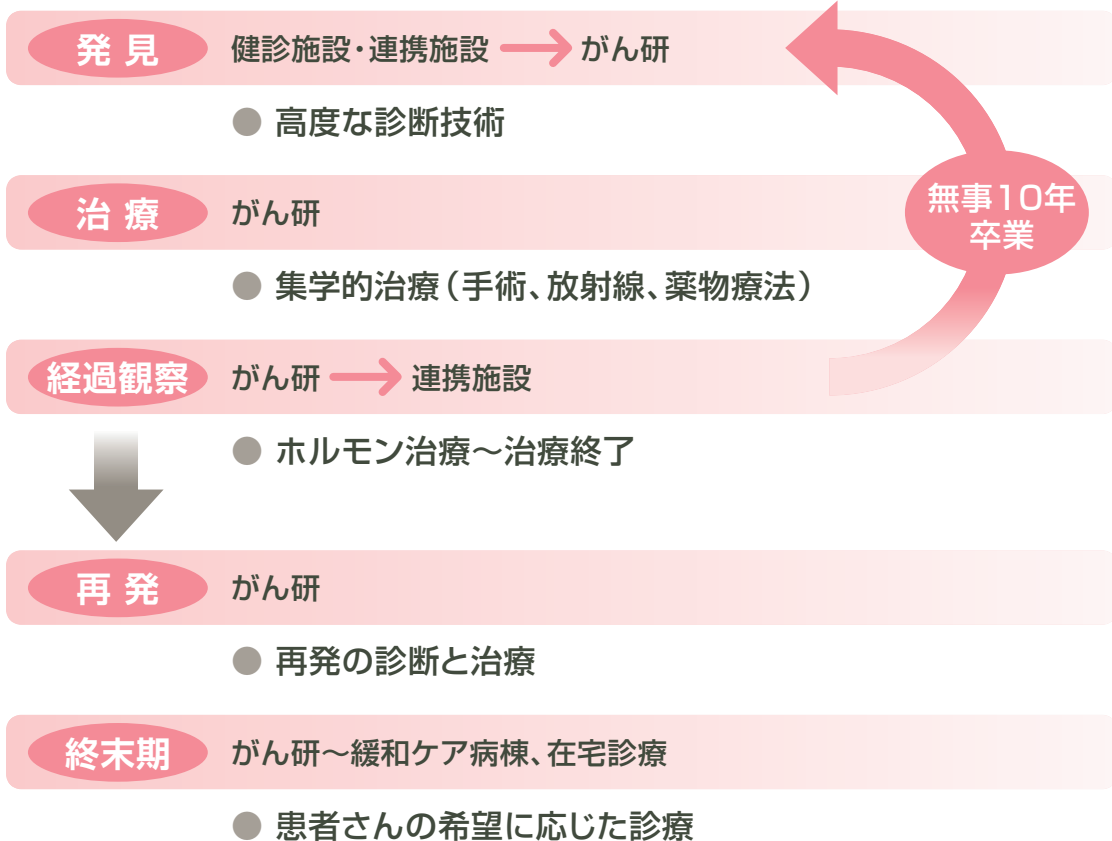 発見 健診施設・連携施設 → がん研
● 高度な診断技術
治療 がん研
無事10年
卒業
● 集学的治療（手術、放射線、薬物療法）
経過観察 がん研 → 連携施設
● ホルモン治療～治療終了
再発 がん研
● 再発の診断と治療
終末期 がん研～緩和ケア病棟、在宅診療
● 患者さんの希望に応じた診療